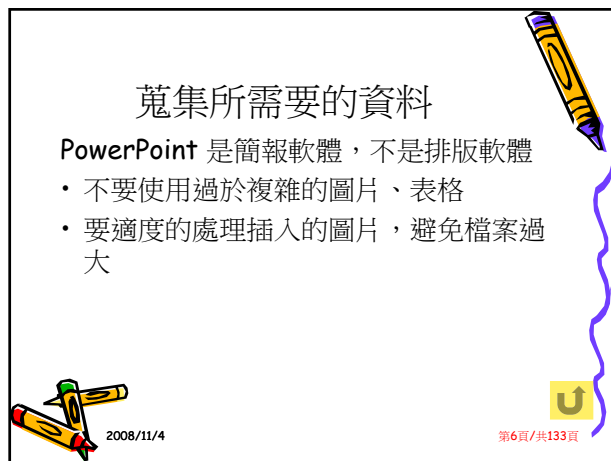 蒐集所需要的資料
PowerPoint 是簡報軟體，不是排版軟體
• 不要使用過於複雜的圖片、表格
• 要適度的處理插入的圖片，避免檔案過
大
2008/11/4
第6頁/共133頁